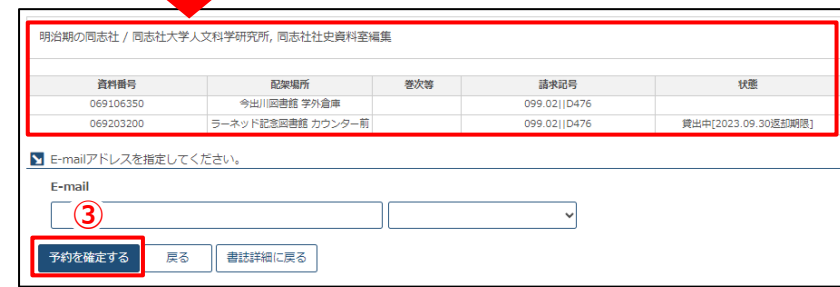 明治期の同志社 / 同志社大学人文科学研究所, 同志社社史資料室編集
資料番号 配架場所 巻次等 請求記号 状態
069106350 今出川図書館 学外倉庫 099.02||D476
069203200 ラーネッド記念図書館 カウンター前 099.02||D476 貸出中[2023.09.30返却期限]
E-mailアドレスを指定してください。
E-mail
③
予約を確定する 戻る 書誌詳細に戻る